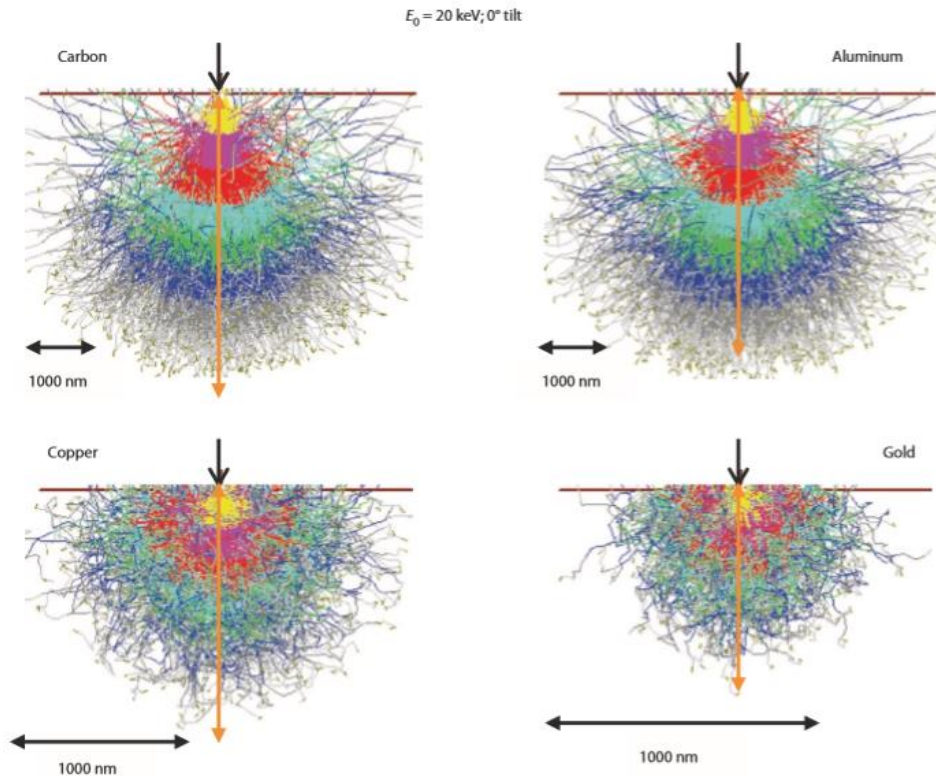 E0 = 20 keV; 0° tilt
Carbon
Aluminum
1000 nm
1000 nm
Copper
Gold
1000 nm
1000 nm